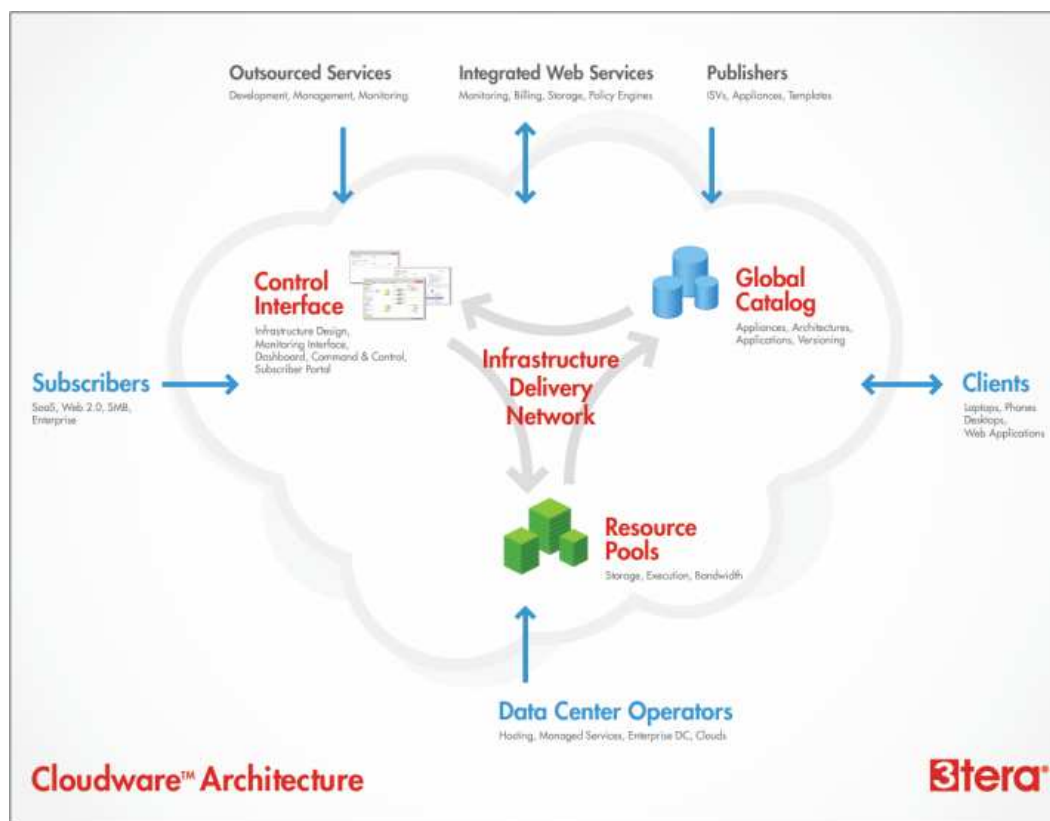 Outsourced Services
Development, Management, Monitoring
Integrated Web Services
Monitoring, Billing, Storage, Policy Engines
Publishers
ISVs, Appliances, Templates
Control
Interface
Infrastructure Design,
Monitoring Interface,
Dashboard, Command & Control,
Subscriber Portal
Global
Catalog
Appliances, Architectures,
Applications, Versioning
Infrastructure
Delivery
Network
Subscribers
SaaS, Web 2.0, SMB,
Enterprise
Clients
Laptops, Phones
Desktops,
Web Applications
Resource
Pools
Storage, Execution, Bandwidth
Data Center Operators
Hosting, Managed Services, Enterprise DC, Clouds
Cloudware™ Architecture
3tera®